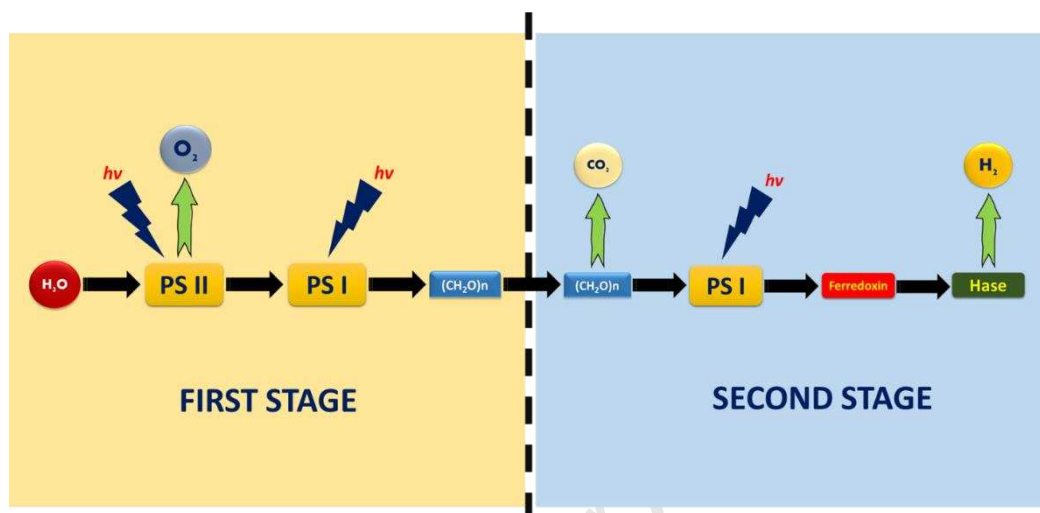 hv
O₂
H₂O
PS II
hv
PS I
(CH₂O)n
FIRST STAGE
CO₂
(CH₂O)n
hv
PS I
Ferredoxin
H₂
Hase
SECOND STAGE